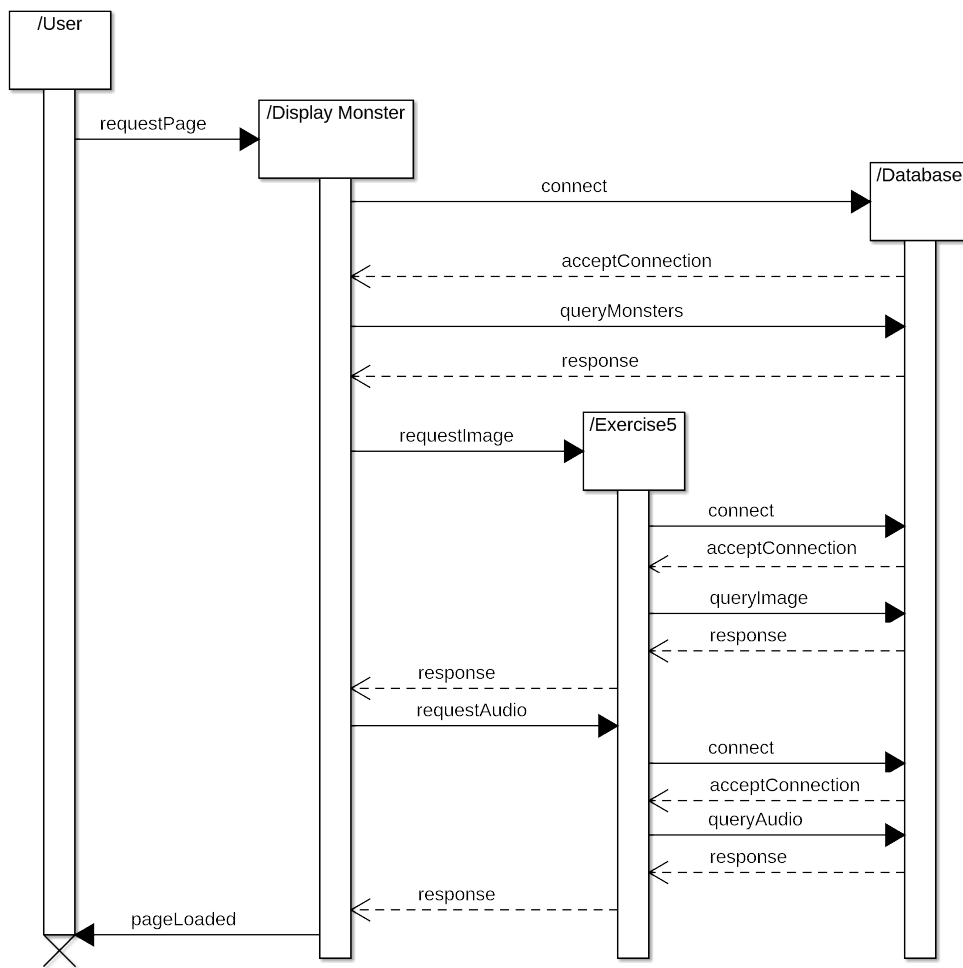 /User
requestPage
/Display Monster
connect
/Database
acceptConnection
queryMonsters
response
requestImage
/Exercise5
connect
acceptConnection
queryImage
response
response
requestAudio
connect
acceptConnection
queryAudio
response
response
pageLoaded